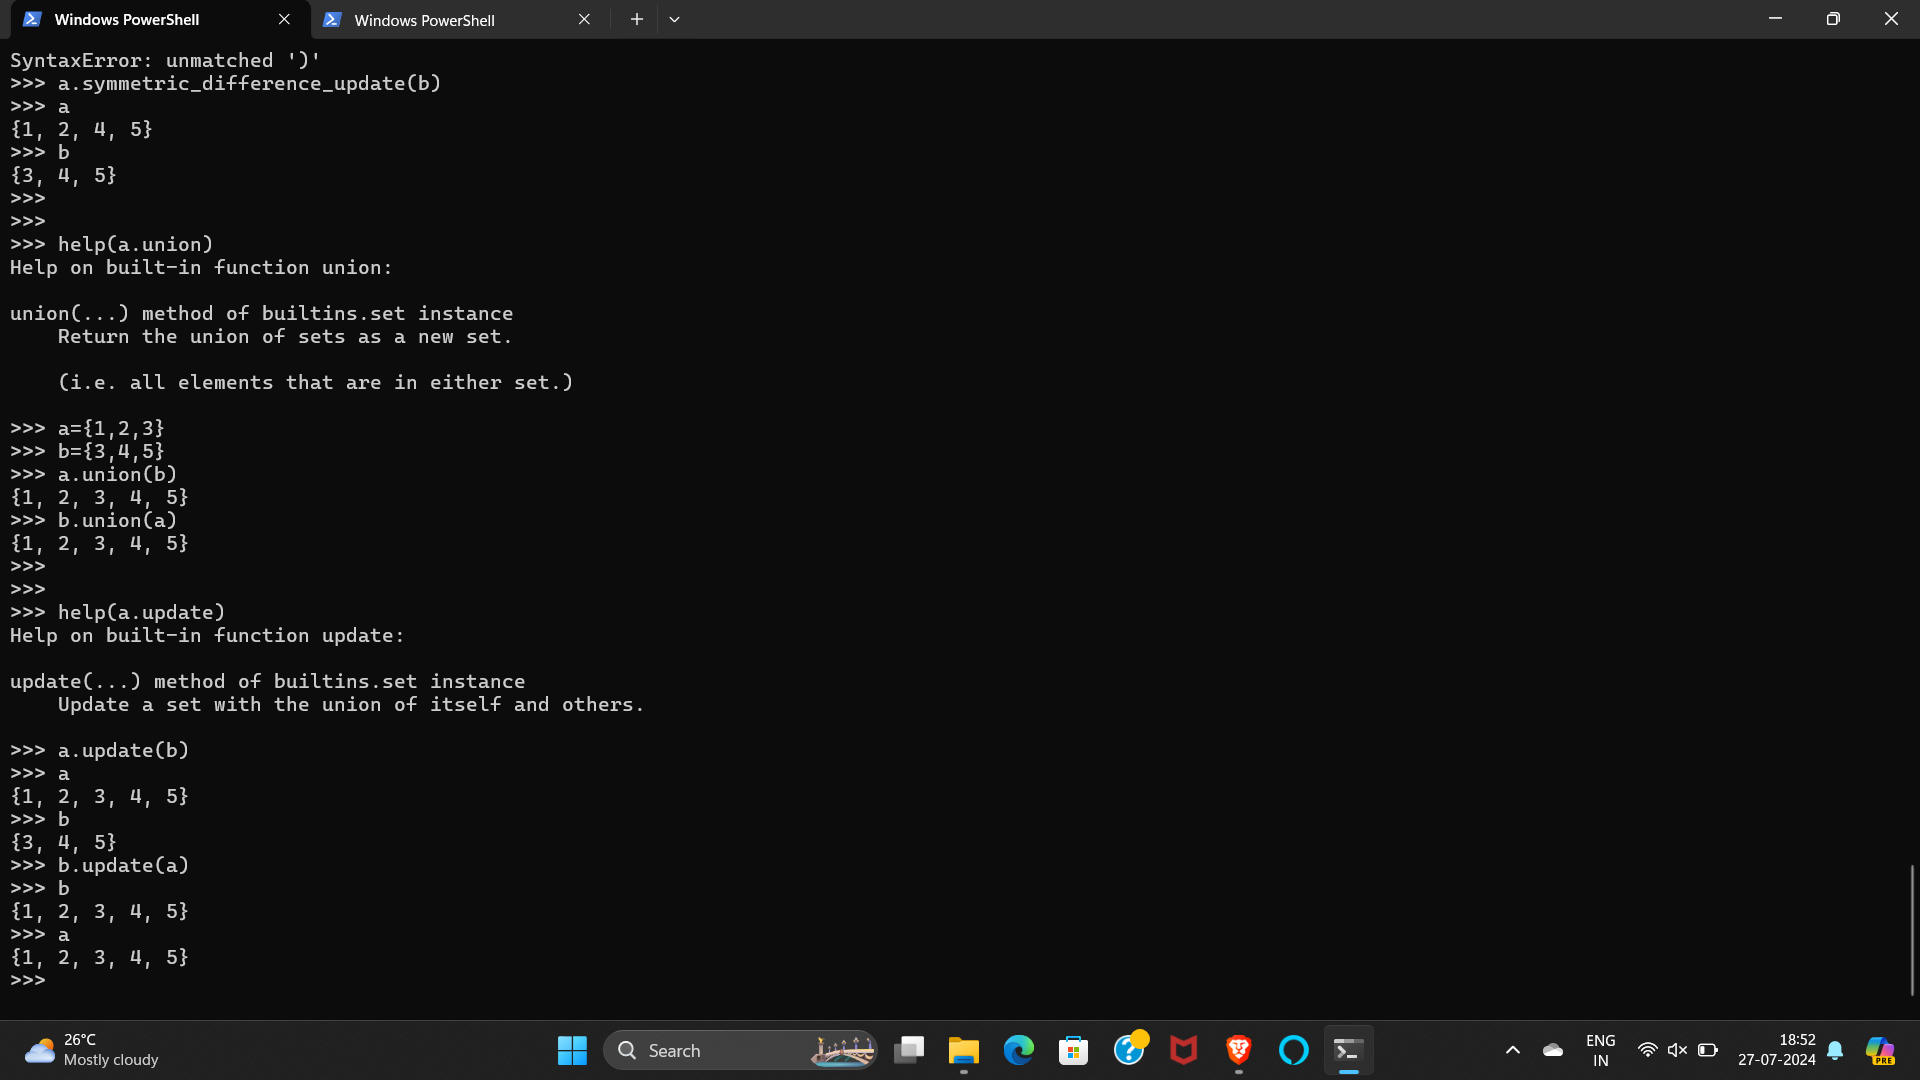 Windows PowerShell
Windows PowerShell
SyntaxError: unmatched ')'
>>> a.symmetric_difference_update(b)
>>> a
{1, 2, 4, 5}
>>> b
{3, 4, 5}
>>>
>>>
>>> help(a.union)
Help on built-in function union:

union(...) method of builtins.set instance
    Return the union of sets as a new set.

    (i.e. all elements that are in either set.)

>>> a={1,2,3}
>>> b={3,4,5}
>>> a.union(b)
{1, 2, 3, 4, 5}
>>> b.union(a)
{1, 2, 3, 4, 5}
>>>
>>>
>>> help(a.update)
Help on built-in function update:

update(...) method of builtins.set instance
    Update a set with the union of itself and others.

>>> a.update(b)
>>> a
{1, 2, 3, 4, 5}
>>> b
{3, 4, 5}
>>> b.update(a)
>>> b
{1, 2, 3, 4, 5}
>>> a
{1, 2, 3, 4, 5}
>>>
26°C
Mostly cloudy
Search
ENG
IN
18:52
27-07-2024
PRE